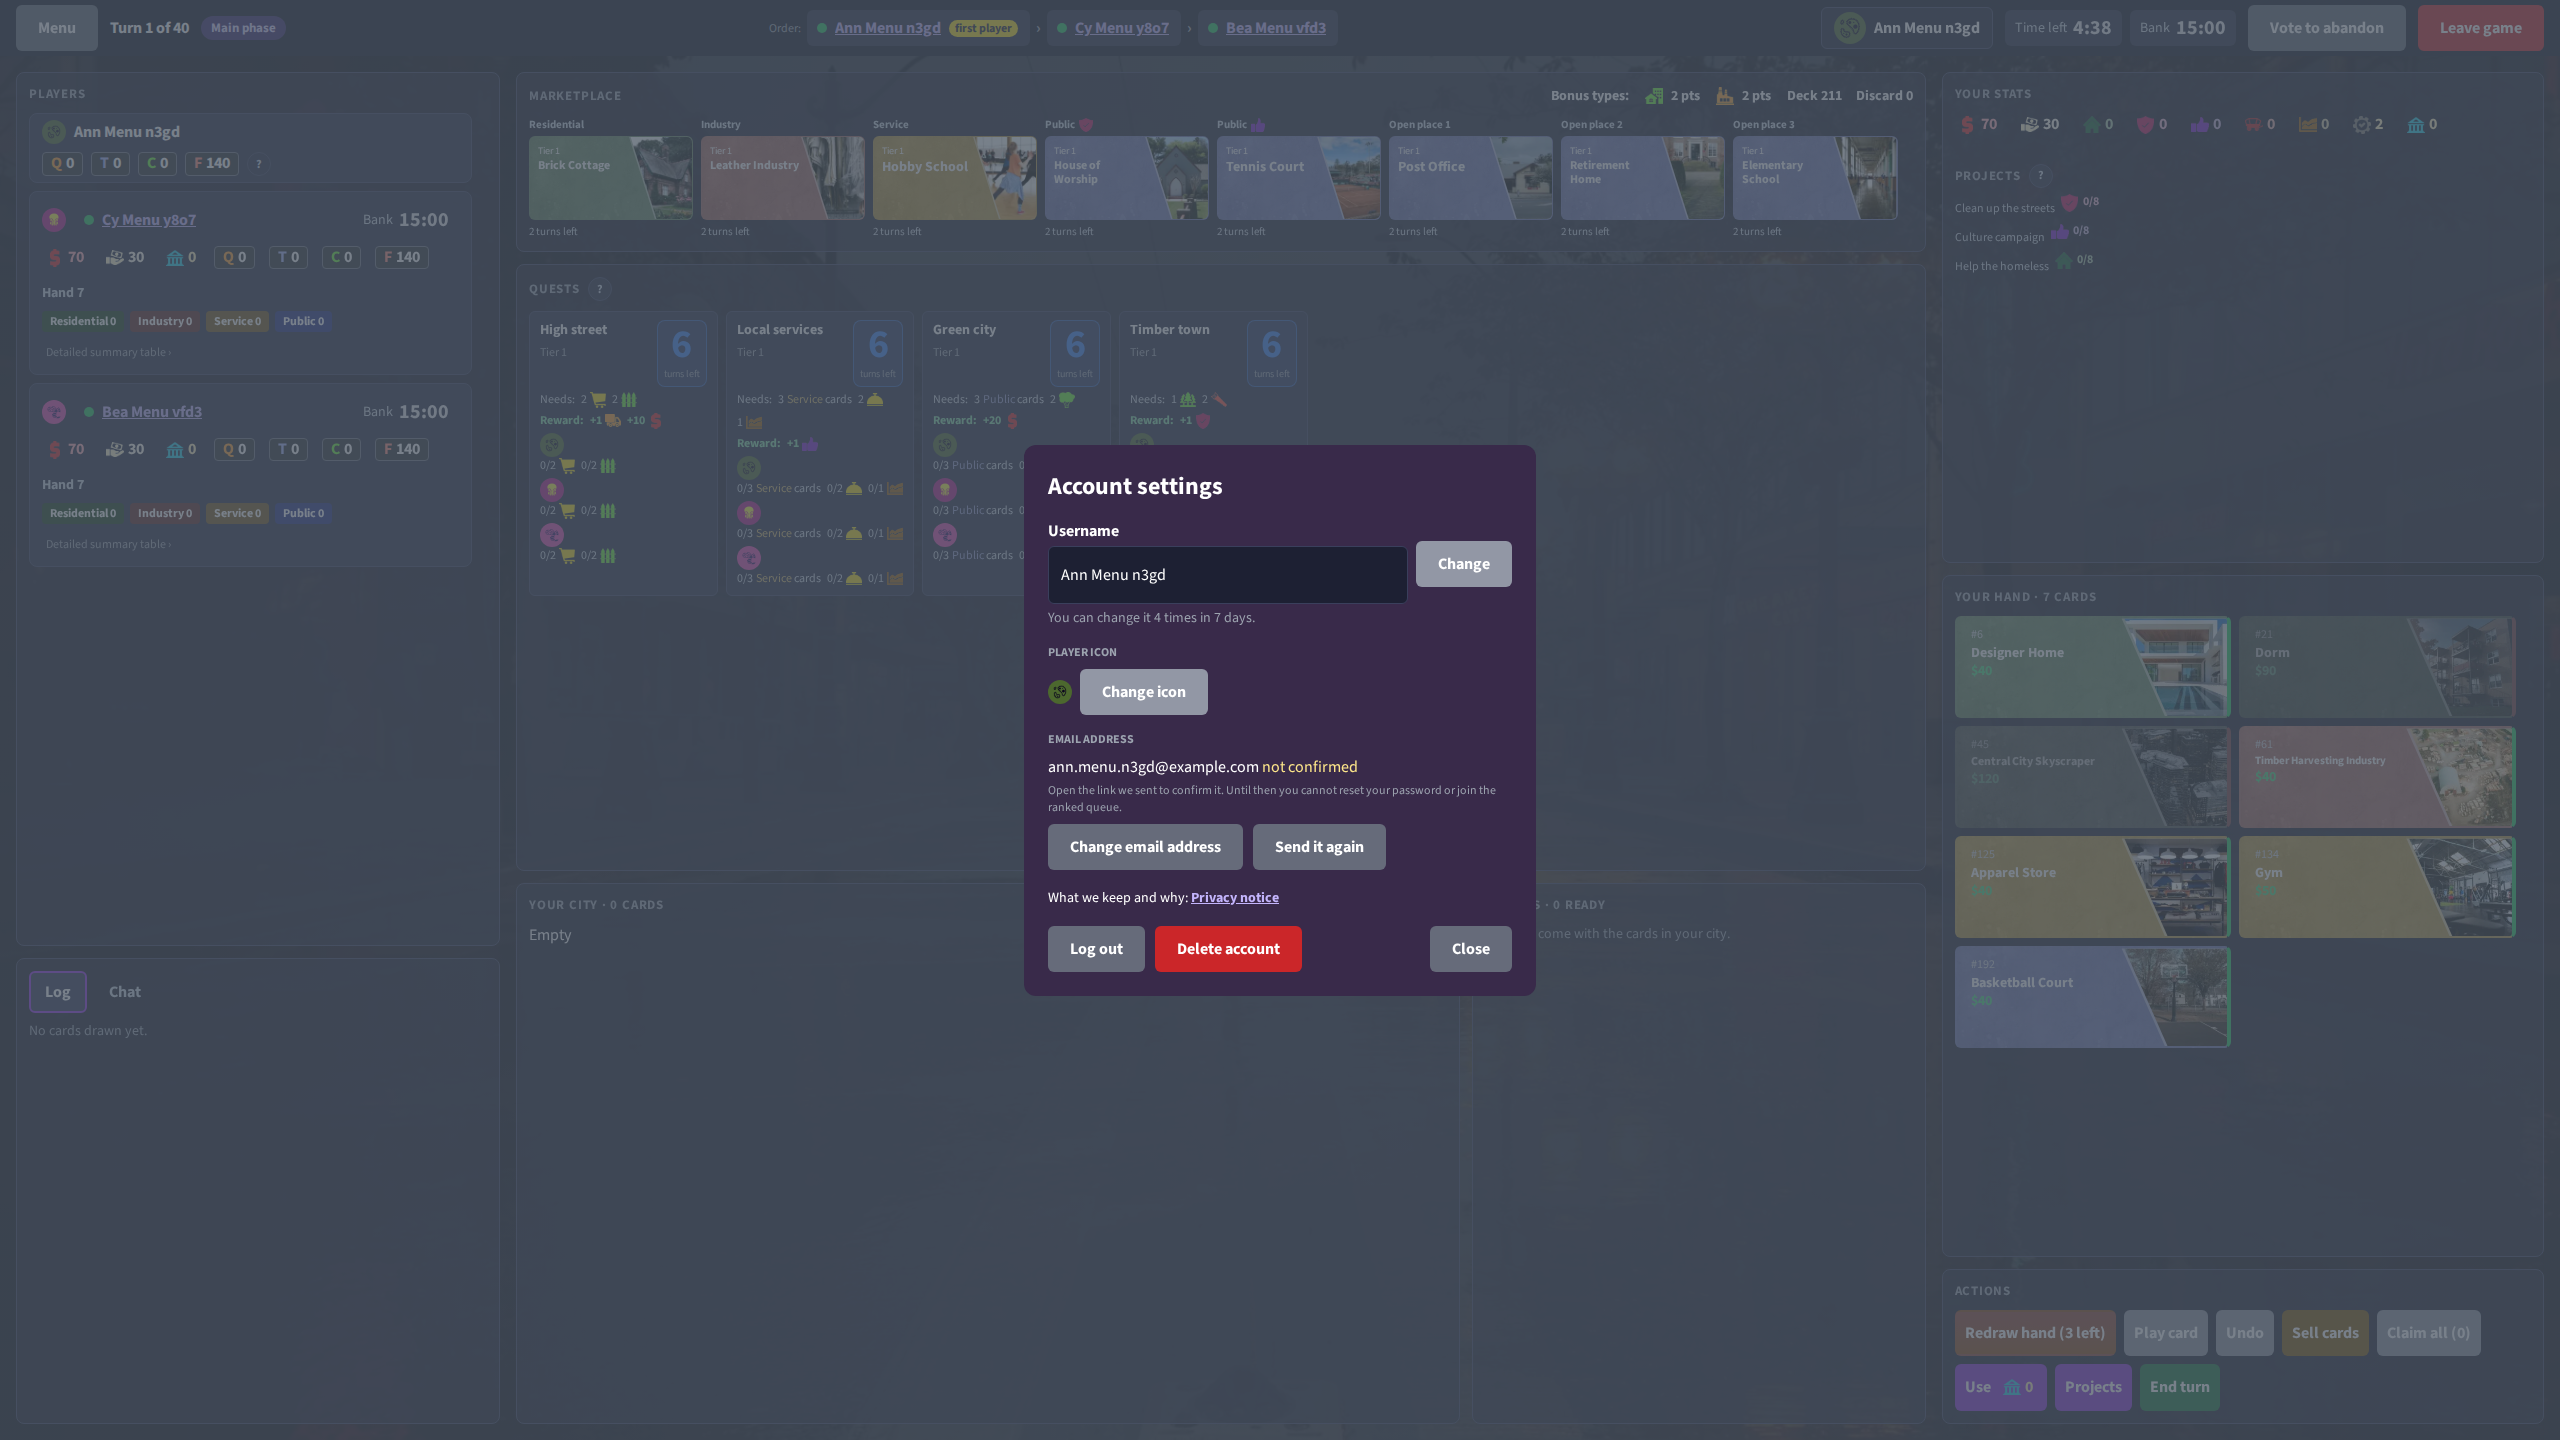 Menu
Turn 1 of 40
Main phase
Order:
Ann Menu n3gd
first player
›
Cy Menu y8o7
›
Bea Menu vfd3
Ann Menu n3gd
Time left 4:38
Bank 15:00
Vote to abandon
Leave game
PLAYERS
Ann Menu n3gd
Q 0
T 0
C 0
F 140
?
Cy Menu y8o7
Bank 15:00
70
30
0
Q 0
T 0
C 0
F 140
Hand 7
Residential 0
Industry 0
Service 0
Public 0
Detailed summary table ›
Bea Menu vfd3
Bank 15:00
70
30
0
Q 0
T 0
C 0
F 140
Hand 7
Residential 0
Industry 0
Service 0
Public 0
Detailed summary table ›
Log
Chat
No cards drawn yet.
MARKETPLACE
Bonus types: 2 pts 2 pts Deck 211 Discard 0
Residential
Tier 1
Brick Cottage
2 turns left
Industry
Tier 1
Leather Industry
2 turns left
Service
Tier 1
Hobby School
2 turns left
Public
Tier 1
House of
Worship
2 turns left
Public
Tier 1
Tennis Court
2 turns left
Open place 1
Tier 1
Post Office
2 turns left
Open place 2
Tier 1
Retirement
Home
2 turns left
Open place 3
Tier 1
Elementary
School
2 turns left
QUESTS ?
High street
Tier 1
6
turns left
Needs: 2 2
Reward: +1 +10
0/2 0/2
0/2 0/2
0/2 0/2
Local services
Tier 1
6
turns left
Needs: 3 Service cards 2
1
Reward: +1
0/3 Service cards 0/2 0/1
0/3 Service cards 0/2 0/1
0/3 Service cards 0/2 0/1
Green city
Tier 1
6
turns left
Needs: 3 Public cards 2
Reward: +20
0/3 Public cards 0
0/3 Public cards 0
0/3 Public cards 0
Timber town
Tier 1
6
turns left
Needs: 1 2
Reward: +1
Account settings
Username
Ann Menu n3gd
Change
You can change it 4 times in 7 days.
PLAYER ICON
Change icon
EMAIL ADDRESS
ann.menu.n3gd@example.com not confirmed
Open the link we sent to confirm it. Until then you cannot reset your password or join the
ranked queue.
Change email address
Send it again
What we keep and why: Privacy notice
Log out
Delete account
Close
YOUR CITY · 0 CARDS
Empty
S · 0 READY
come with the cards in your city.
YOUR STATS
70
30
0
0
0
0
0
2
0
PROJECTS ?
Clean up the streets 0/8
Culture campaign 0/8
Help the homeless 0/8
YOUR HAND · 7 CARDS
#6
Designer Home
$40
#21
Dorm
$90
#45
Central City Skyscraper
$120
#61
Timber Harvesting Industry
$40
#125
Apparel Store
#134
Gym
#192
Basketball Court
$40
ACTIONS
Redraw hand (3 left)
Play card
Undo
Sell cards
Claim all (0)
Use 0
Projects
End turn